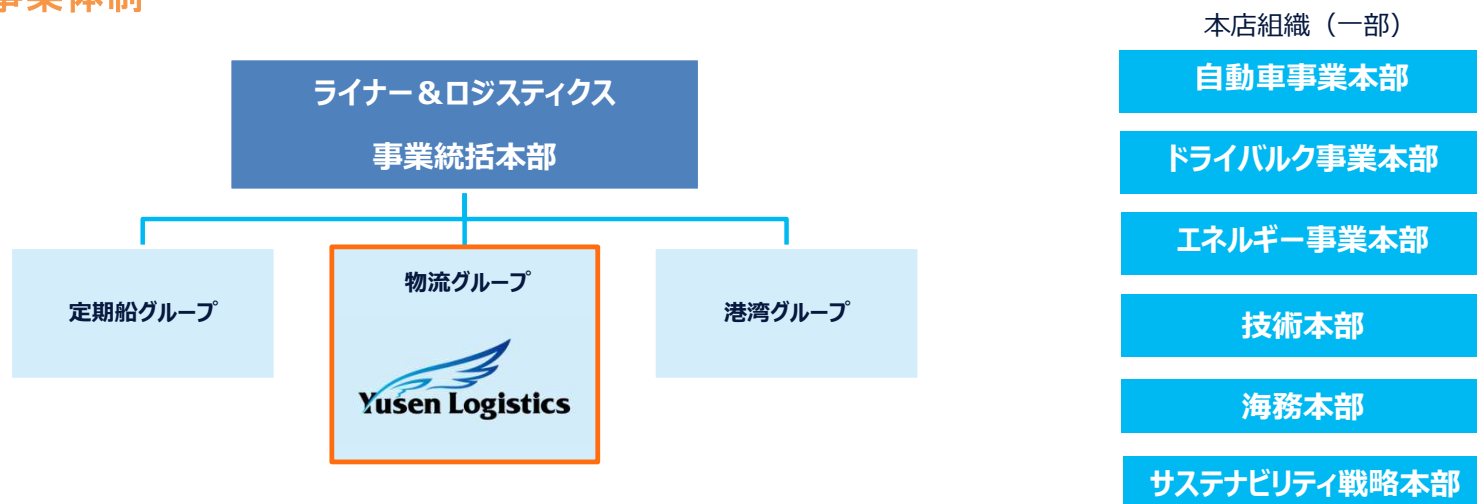 事業体制
ライナー＆ロジスティクス
事業統括本部
定期船グループ
物流グループ
Yusen Logistics
港湾グループ
本店組織（一部）
自動車事業本部
ドライバルク事業本部
エネルギー事業本部
技術本部
海務本部
サステナビリティ戦略本部